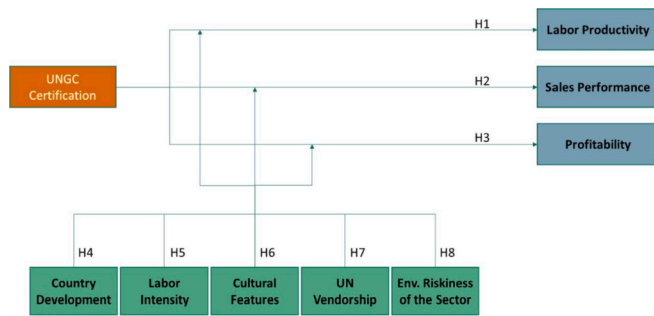 H1
Labor Productivity
UNGC
Certification
H2
Sales Performance
H3
Profitability
H4
H5
H6
H7
H8
Country
Development
Labor
Intensity
Cultural
Features
UN
Vendorship
Env. Riskiness
of the Sector